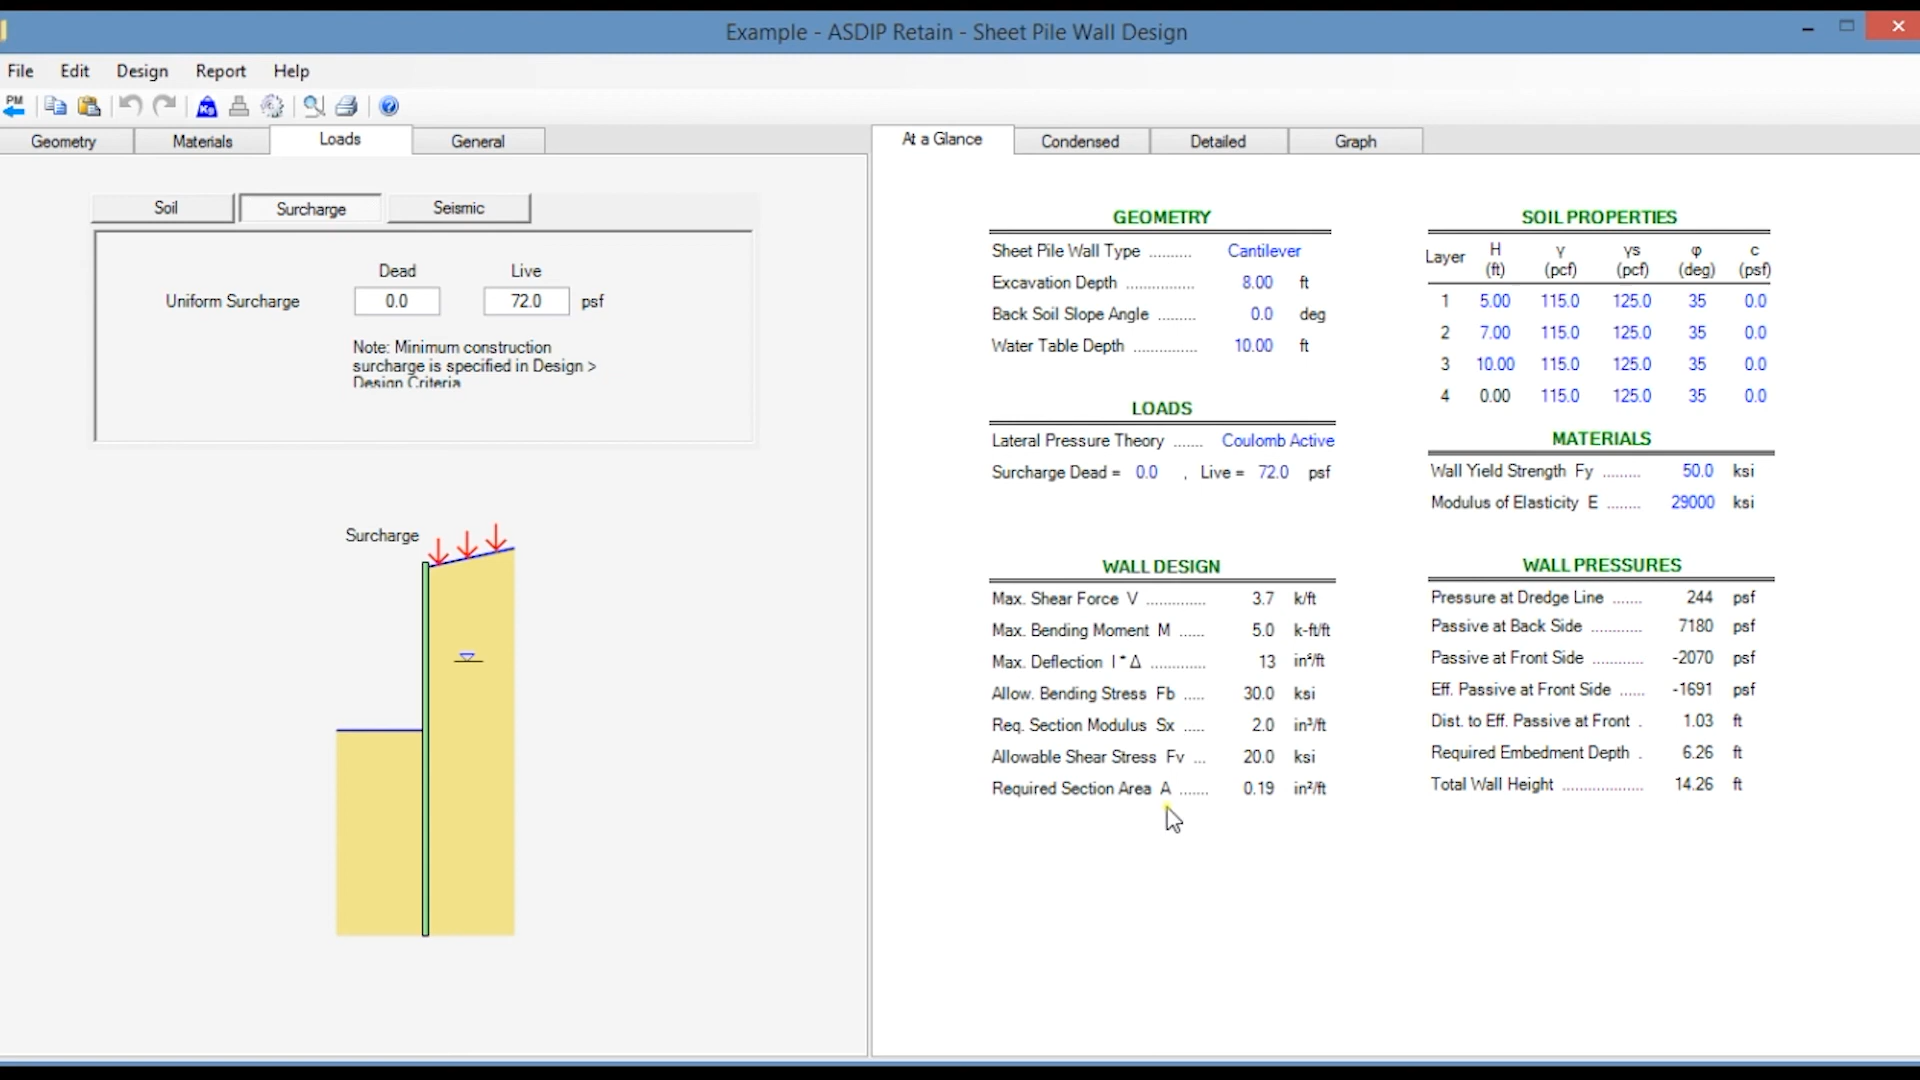 Example - ASDIP Retain - Sheet Pile Wall Design
File Edit Design Report Help
PM Kg
Geometry Materials Loads General
At a Glance Condensed Detailed Graph
Soil Surcharge Seismic
Dead Live
Uniform Surcharge 0.0 72.0 psf
Note: Minimum construction
surcharge is specified in Design >
Design Criteria
Surcharge
GEOMETRY
Sheet Pile Wall Type .......... Cantilever
Excavation Depth ................ 8.00 ft
Back Soil Slope Angle ......... 0.0 deg
Water Table Depth ............... 10.00 ft
LOADS
Lateral Pressure Theory ....... Coulomb Active
Surcharge Dead = 0.0 , Live = 72.0 psf
WALL DESIGN
Max. Shear Force V .............. 3.7 k/ft
Max. Bending Moment M ...... 5.0 k-ft/ft
Max. Deflection I * Δ ............ 13 in⁵/ft
Allow. Bending Stress Fb ..... 30.0 ksi
Req. Section Modulus Sx ..... 2.0 in³/ft
Allowable Shear Stress Fv ... 20.0 ksi
Required Section Area A ....... 0.19 in²/ft
SOIL PROPERTIES
Layer H (ft) γ (pcf) γs (pcf) φ (deg) c (psf)
1 5.00 115.0 125.0 35 0.0
2 7.00 115.0 125.0 35 0.0
3 10.00 115.0 125.0 35 0.0
4 0.00 115.0 125.0 35 0.0
MATERIALS
Wall Yield Strength Fy ......... 50.0 ksi
Modulus of Elasticity E ........ 29000 ksi
WALL PRESSURES
Pressure at Dredge Line ....... 244 psf
Passive at Back Side ............ 7180 psf
Passive at Front Side ............ -2070 psf
Eff. Passive at Front Side ...... -1691 psf
Dist. to Eff. Passive at Front . 1.03 ft
Required Embedment Depth . 6.26 ft
Total Wall Height ................... 14.26 ft